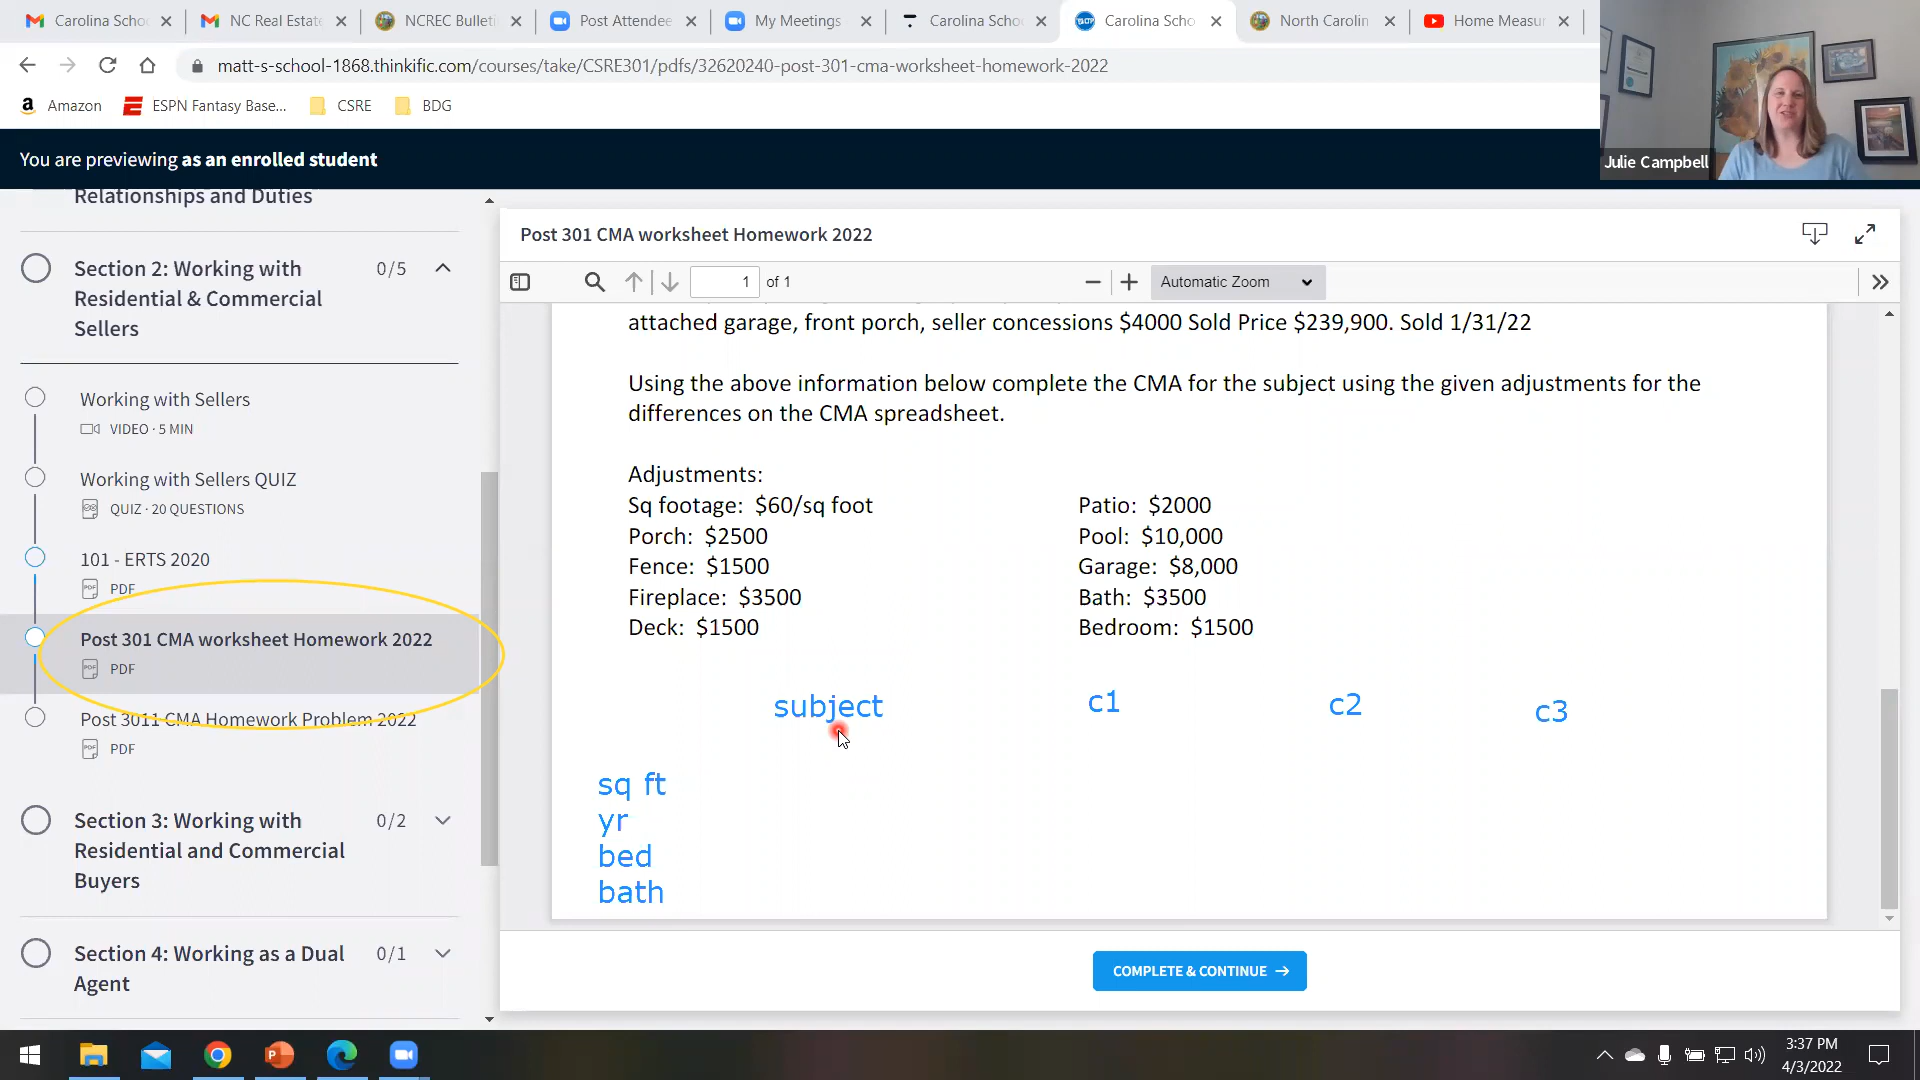 Carolina Scho
NC Real Estate
NCREC Bulleti
Post Attendee
My Meetings
Carolina Scho
Carolina Scho
North Carolin
Home Measur
matt-s-school-1868.thinkific.com/courses/take/CSRE301/pdfs/32620240-post-301-cma-worksheet-homework-2022
Amazon
ESPN Fantasy Base...
CSRE
BDG
Julie Campbell
You are previewing as an enrolled student
Relationships and Duties
Section 2: Working with
Residential & Commercial
Sellers
0/5
Working with Sellers
VIDEO · 5 MIN
Working with Sellers QUIZ
QUIZ · 20 QUESTIONS
101 - ERTS 2020
PDF
Post 301 CMA worksheet Homework 2022
PDF
Post 3011 CMA Homework Problem 2022
PDF
Section 3: Working with
Residential and Commercial
Buyers
0/2
Section 4: Working as a Dual
Agent
0/1
Post 301 CMA worksheet Homework 2022
1 of 1
Automatic Zoom
attached garage, front porch, seller concessions $4000 Sold Price $239,900. Sold 1/31/22
Using the above information below complete the CMA for the subject using the given adjustments for the
differences on the CMA spreadsheet.
Adjustments:
Sq footage: $60/sq foot
Porch: $2500
Fence: $1500
Fireplace: $3500
Deck: $1500
Patio: $2000
Pool: $10,000
Garage: $8,000
Bath: $3500
Bedroom: $1500
subject c1 c2 c3
sq ft
yr
bed
bath
COMPLETE & CONTINUE →
3:37 PM
4/3/2022